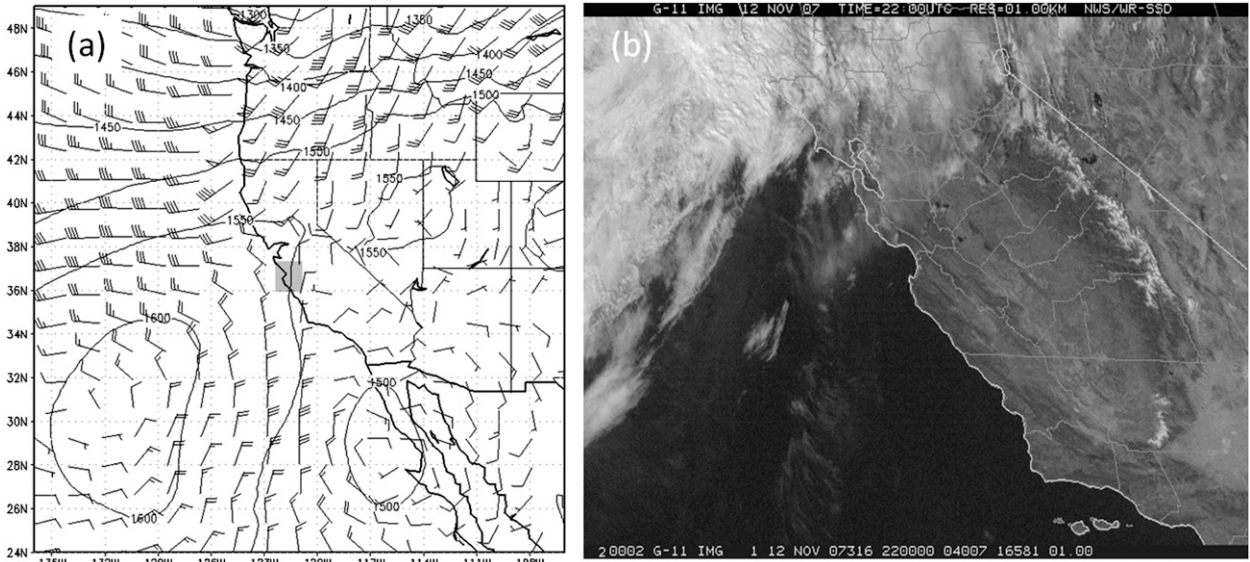 (a)
48N
46N
44N
42N
40N
38N
36N
34N
32N
30N
28N
26N
24N
1300
1350
1350
1400
1400
1450
1450
1450
1500
1500
1550
1550
1550
1600
1600
1500
1500
G-11 IMG 12 NOV 07 TIME=22:00UTC RES=01.00KM NWS/WR-SSD
(b)
20002 G-11 IMG 1 12 NOV 07316 220000 04007 16581 01.00